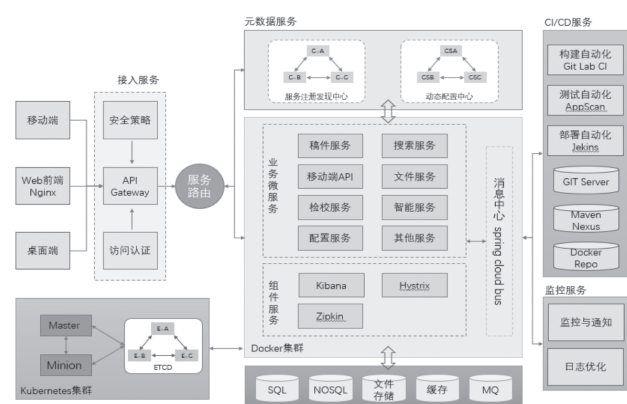 元数据服务
CI/CD服务
C-A
C-B
C-C
服务注册发现中心
CSA
CSB
CSC
动态配置中心
构建自动化
Git Lab CI
测试自动化
AppScan
部署自动化
Jekins
GIT Server
Maven
Nexus
Docker
Repo
接入服务
移动端
Web前端
Nginx
桌面端
安全策略
API
Gateway
访问认证
服务
路由
业务微服务
稿件服务
搜索服务
移动端API
文件服务
检校服务
智能服务
配置服务
其他服务
消息中心 spring cloud bus
组件服务
Kibana
Hystrix
Zipkin
Docker集群
监控服务
监控与通知
日志优化
Master
Minion
E-A
E-B
E-C
ETCD
Kubernetes集群
SQL
NOSQL
文件
存储
缓存
MQ